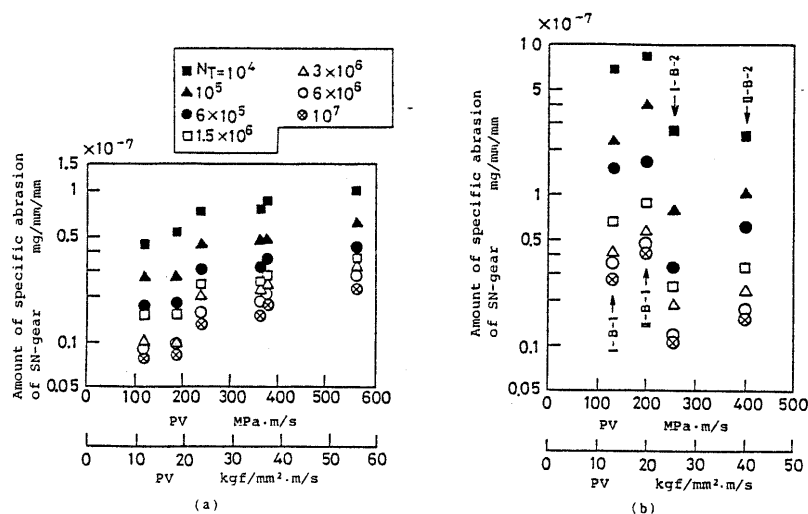 N_T=10⁴
10⁵
6×10⁵
1.5×10⁶
3×10⁶
6×10⁶
10⁷
×10⁻⁷
1.5
1
0.5
0.1
0.05
Amount of specific abrasion
of SN-gear mg/mm/mm
0 100 200 300 400 500 600
PV MPa·m/s
0 10 20 30 40 50 60
PV kgf/mm²·m/s
(a)
×10⁻⁷
5.0
1
0.5
0.1
0.05
Amount of specific abrasion
of SN-gear mg/mm/mm
I-B-1
II-B-1
I-B-2
II-B-2
0 100 200 300 400 500
PV MPa·m/s
0 10 20 30 40 50
PV kgf/mm²·m/s
(b)